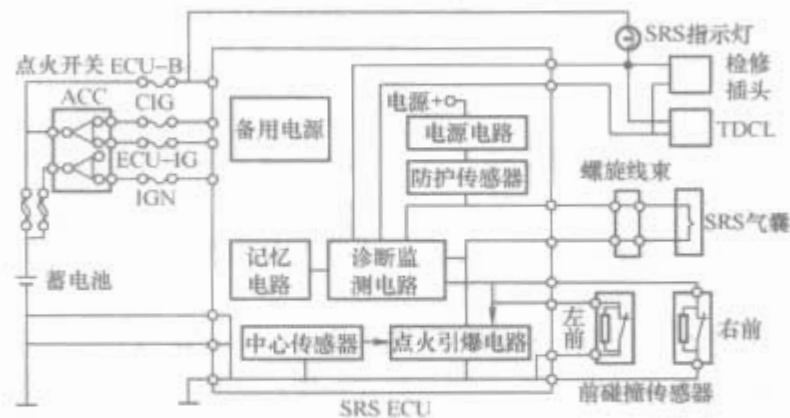 SRS指示灯
点火开关 ECU-B
检修
插头
ACC
CIG
电源+
备用电源
电源电路
TDCL
ECU-IG
防护传感器
螺旋线束
IGN
SRS气囊
记忆
电路
诊断监
测电路
蓄电池
左
前
右前
中心传感器
点火引爆电路
前碰撞传感器
SRS ECU